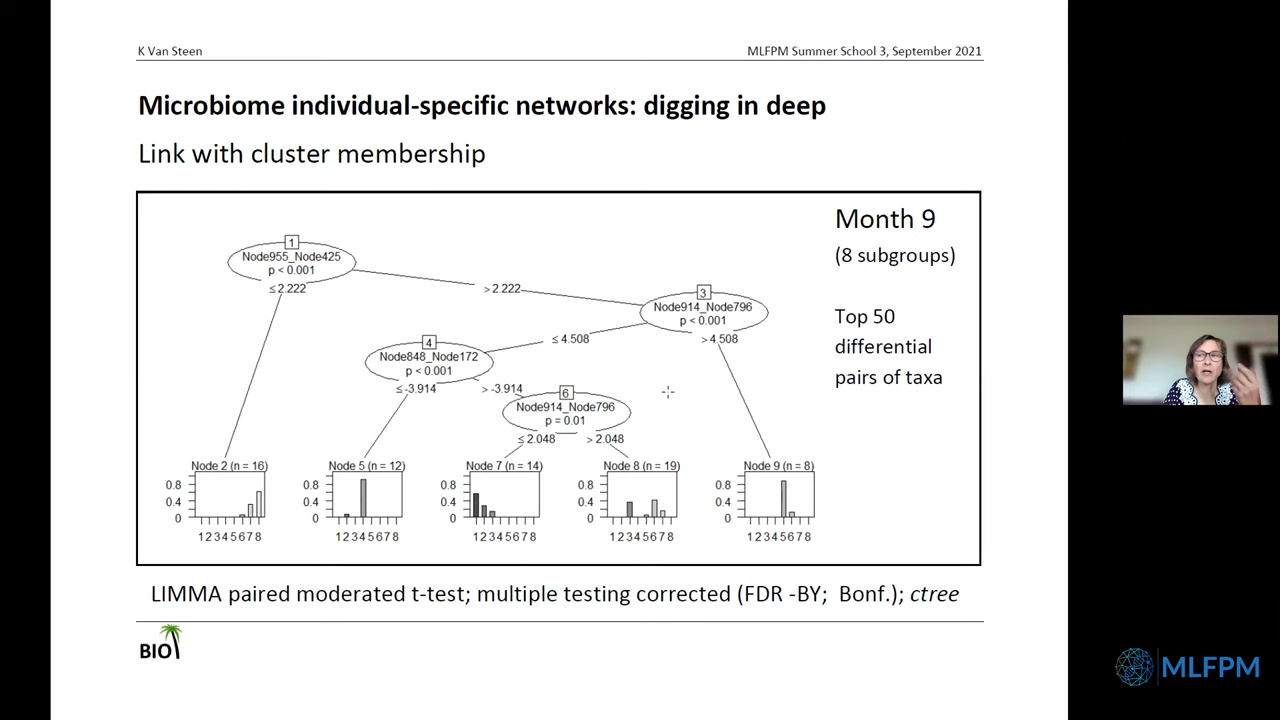 K Van Steen
MLFPM Summer School 3, September 2021
Microbiome individual-specific networks: digging in deep
Link with cluster membership
Month 9
(8 subgroups)
Top 50
differential
pairs of taxa
1
Node955_Node425
p < 0.001
≤ 2.222
> 2.222
3
Node914_Node796
p < 0.001
≤ 4.508
> 4.508
4
Node848_Node172
p < 0.001
≤ -3.914
> -3.914
6
Node914_Node796
p = 0.01
≤ 2.048
> 2.048
Node 2 (n = 16)
0.8
0.4
0
1 2 3 4 5 6 7 8
Node 5 (n = 12)
0.8
0.4
0
1 2 3 4 5 6 7 8
Node 7 (n = 14)
0.8
0.4
0
1 2 3 4 5 6 7 8
Node 8 (n = 19)
0.8
0.4
0
1 2 3 4 5 6 7 8
Node 9 (n = 8)
0.8
0.4
0
1 2 3 4 5 6 7 8
LIMMA paired moderated t-test; multiple testing corrected (FDR -BY; Bonf.); ctree
BIO
MLFPM